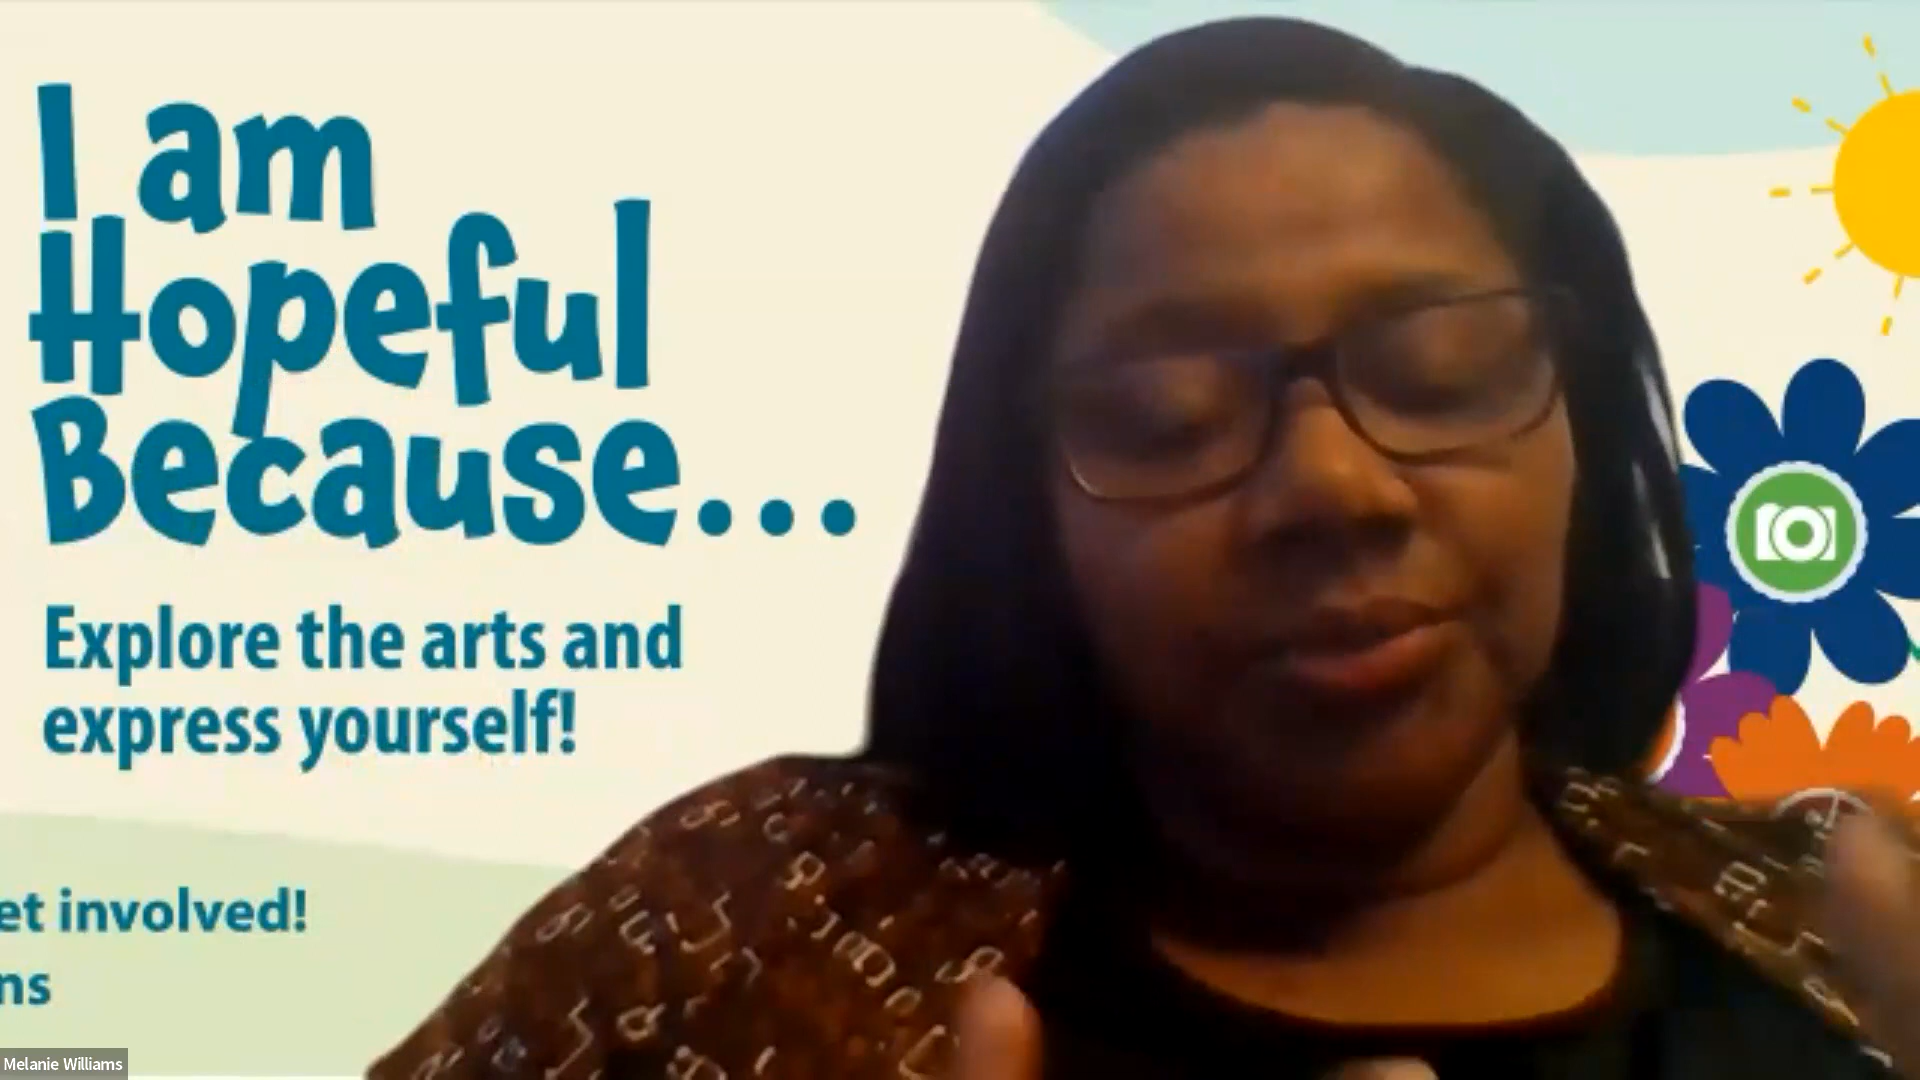 I am
Hopeful
Because...
Explore the arts and
express yourself!
et involved!
ns
Melanie Williams